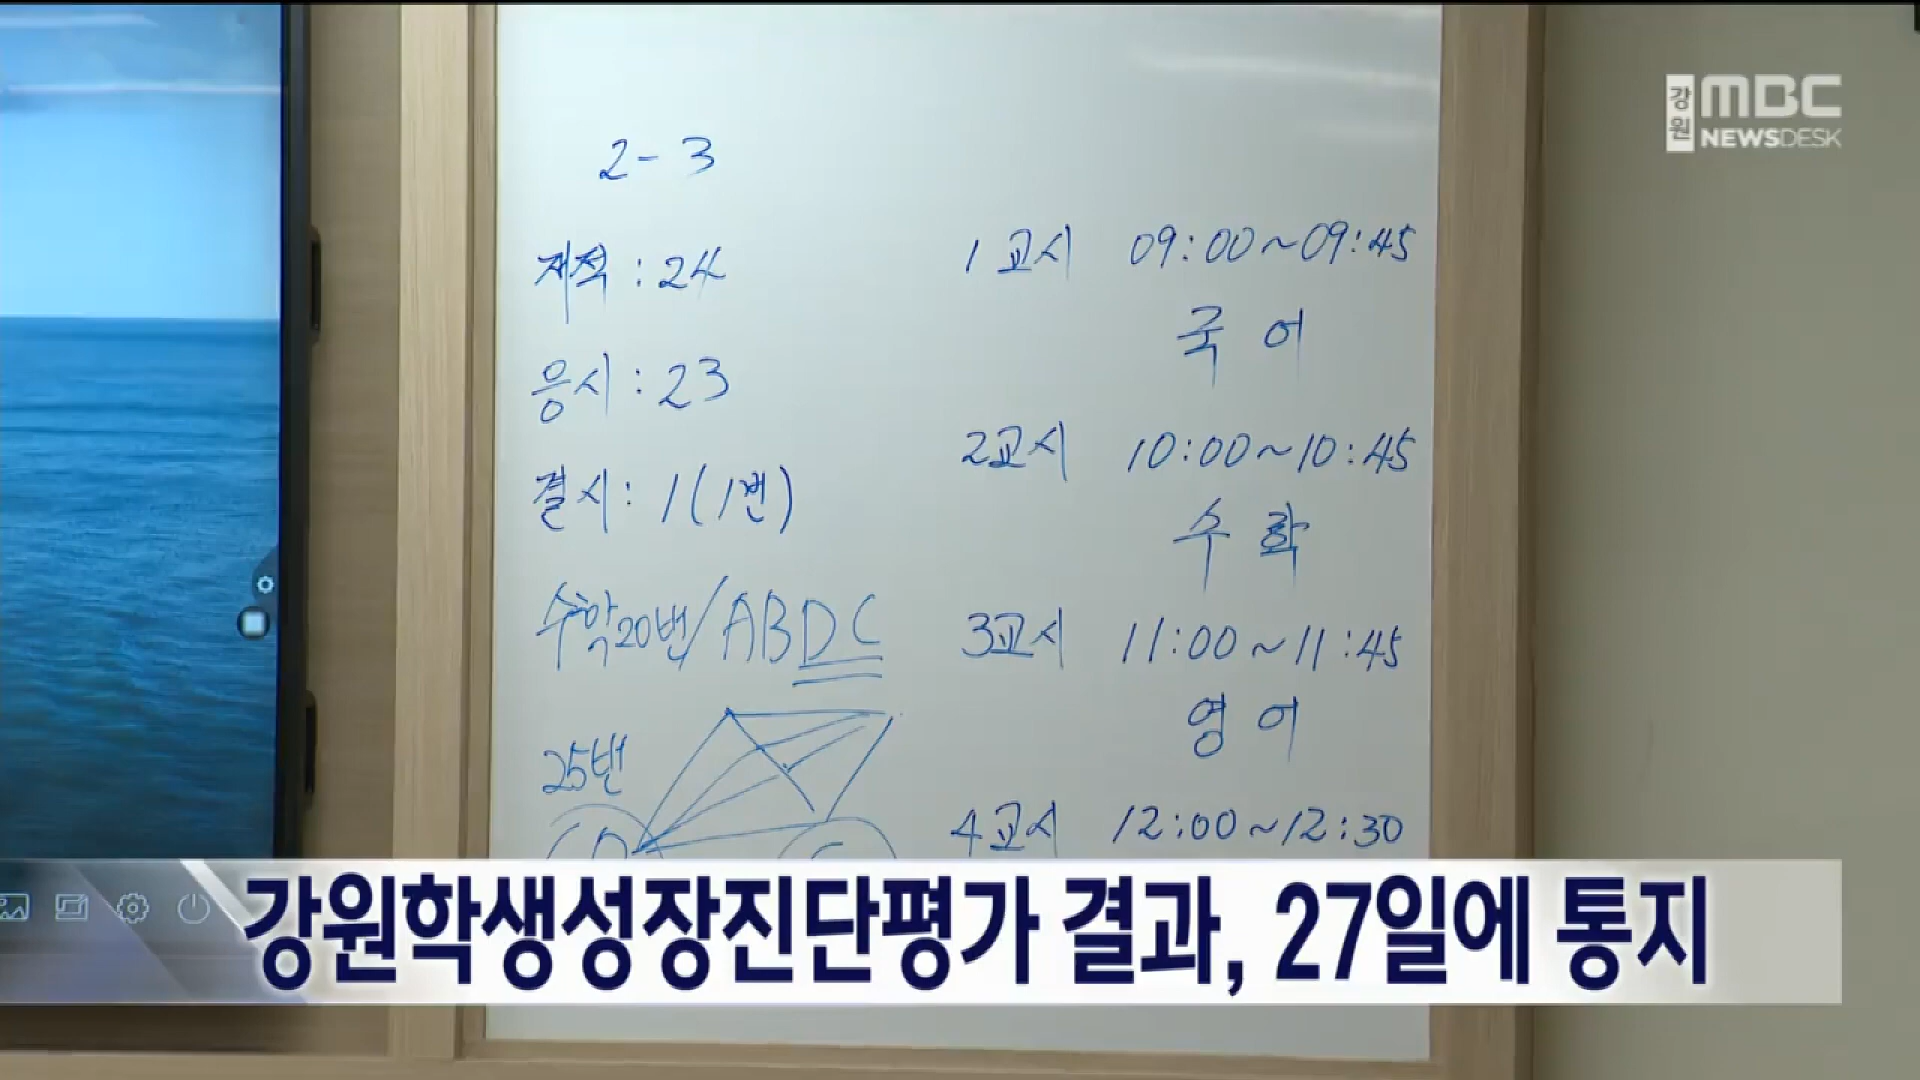 강원 MBC
NEWSDESK
2-3
재적 : 24
응시 : 23
결시 : 1(1번)
수학20번/ABDC
25번
1교시 09:00~09:45
국어
2교시 10:00~10:45
수학
3교시 11:00~11:45
영어
4교시 12:00~12:30
강원학생성장진단평가 결과, 27일에 통지